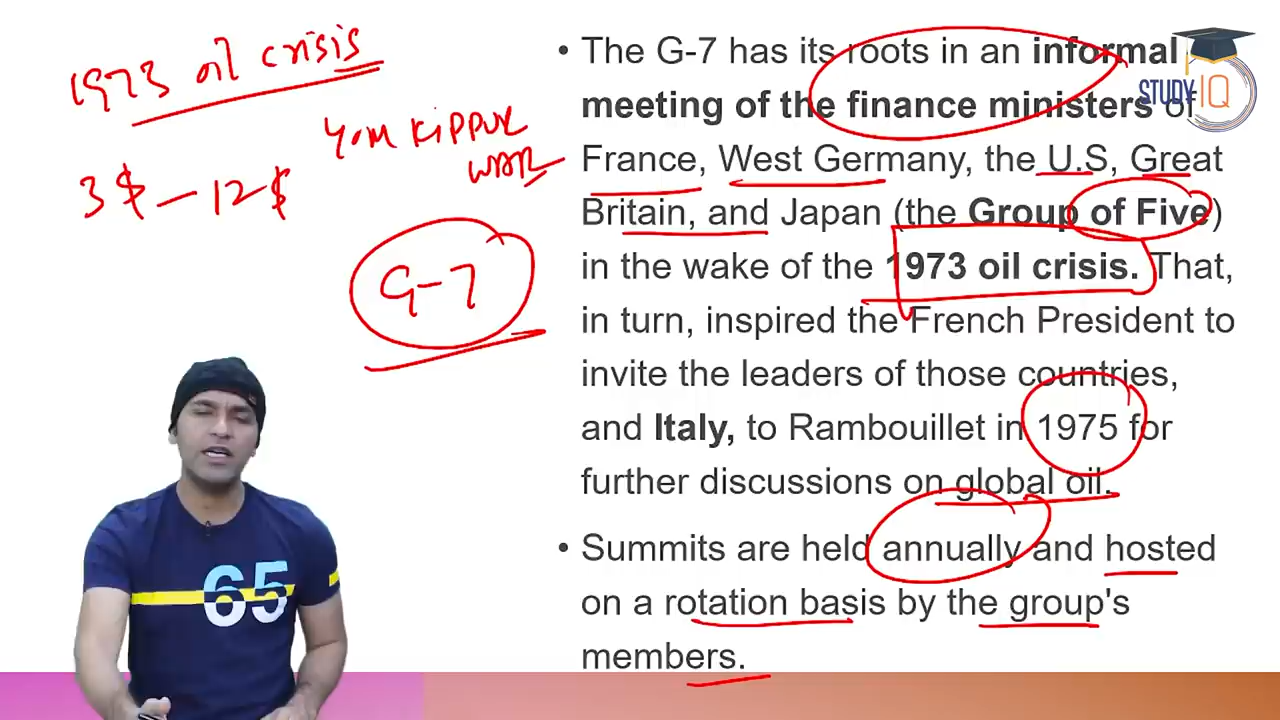 1973 oil crisis
YOM KIPPUR
WAR
3$ - 12$
G-7
• The G-7 has its roots in an informal
meeting of the finance ministers of
France, West Germany, the U.S, Great
Britain, and Japan (the Group of Five)
in the wake of the 1973 oil crisis. That,
in turn, inspired the French President to
invite the leaders of those countries,
and Italy, to Rambouillet in 1975 for
further discussions on global oil.
• Summits are held annually and hosted
on a rotation basis by the group's
members.
STUDY IQ
65